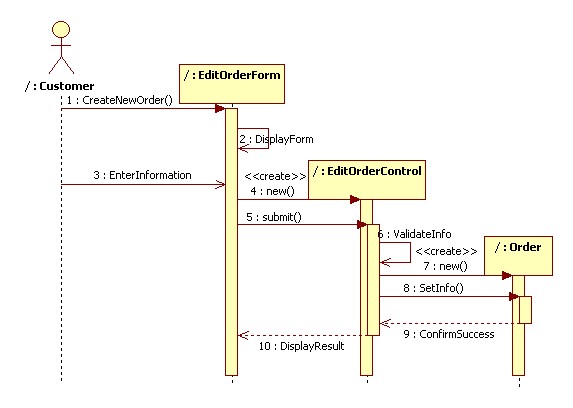 / : Customer
/ : EditOrderForm
1 : CreateNewOrder()
2 : DisplayForm
3 : EnterInformation
<<create>>
4 : new()
/ : EditOrderControl
5 : submit()
6 : ValidateInfo
<<create>>
7 : new()
/ : Order
8 : SetInfo()
9 : ConfirmSuccess
10 : DisplayResult